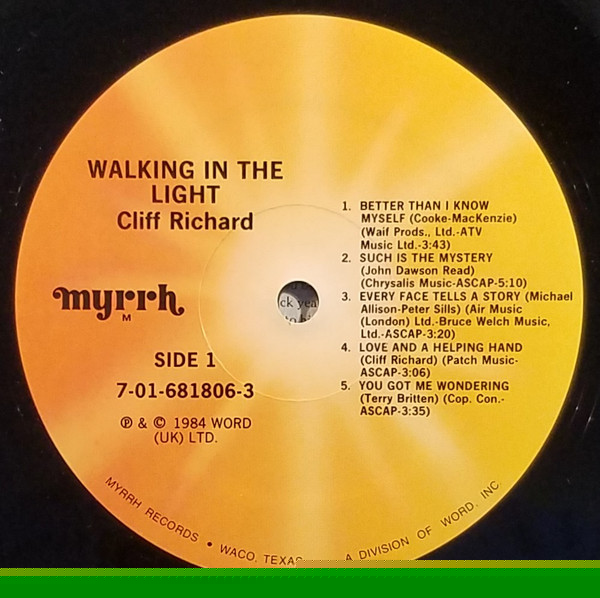 WALKING IN THE
LIGHT
Cliff Richard
myrrh
M
SIDE 1
7-01-681806-3
℗ & © 1984 WORD
(UK) LTD.
1. BETTER THAN I KNOW
MYSELF (Cooke-MacKenzie)
(Waif Prods., Ltd.-ATV
Music Ltd.-3:43)
2. SUCH IS THE MYSTERY
(John Dawson Read)
(Chrysalis Music-ASCAP-5:10)
3. EVERY FACE TELLS A STORY (Michael
Allison-Peter Sills) (Air Music
(London) Ltd.-Bruce Welch Music,
Ltd.-ASCAP-3:20)
4. LOVE AND A HELPING HAND
(Cliff Richard) (Patch Music-
ASCAP-3:06)
5. YOU GOT ME WONDERING
(Terry Britten) (Cop. Con.-
ASCAP-3:35)
MYRRH RECORDS • WACO, TEXAS A DIVISION OF WORD, INC.